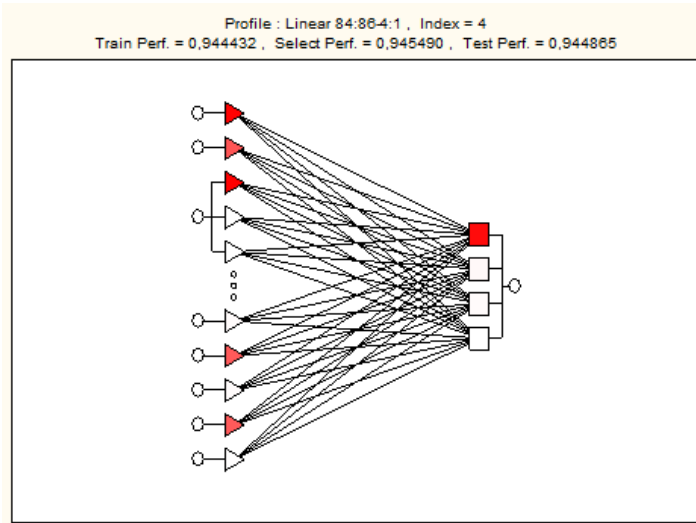 Profile : Linear 84:86-4:1 , Index = 4
Train Perf. = 0,944432 , Select Perf. = 0,945490 , Test Perf. = 0,944865